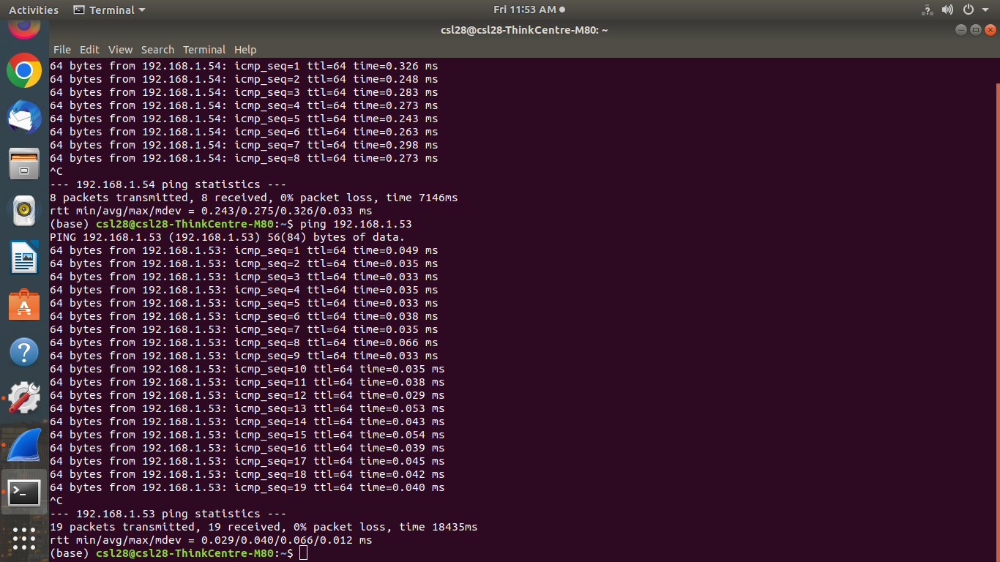 Activities Terminal Fri 11:53 AM
csl28@csl28-ThinkCentre-M80: ~
File Edit View Search Terminal Help
64 bytes from 192.168.1.54: icmp_seq=1 ttl=64 time=0.326 ms
64 bytes from 192.168.1.54: icmp_seq=2 ttl=64 time=0.248 ms
64 bytes from 192.168.1.54: icmp_seq=3 ttl=64 time=0.283 ms
64 bytes from 192.168.1.54: icmp_seq=4 ttl=64 time=0.273 ms
64 bytes from 192.168.1.54: icmp_seq=5 ttl=64 time=0.243 ms
64 bytes from 192.168.1.54: icmp_seq=6 ttl=64 time=0.263 ms
64 bytes from 192.168.1.54: icmp_seq=7 ttl=64 time=0.298 ms
64 bytes from 192.168.1.54: icmp_seq=8 ttl=64 time=0.273 ms
^C
--- 192.168.1.54 ping statistics ---
8 packets transmitted, 8 received, 0% packet loss, time 7146ms
rtt min/avg/max/mdev = 0.243/0.275/0.326/0.033 ms
(base) csl28@csl28-ThinkCentre-M80:~$ ping 192.168.1.53
PING 192.168.1.53 (192.168.1.53) 56(84) bytes of data.
64 bytes from 192.168.1.53: icmp_seq=1 ttl=64 time=0.049 ms
64 bytes from 192.168.1.53: icmp_seq=2 ttl=64 time=0.035 ms
64 bytes from 192.168.1.53: icmp_seq=3 ttl=64 time=0.033 ms
64 bytes from 192.168.1.53: icmp_seq=4 ttl=64 time=0.035 ms
64 bytes from 192.168.1.53: icmp_seq=5 ttl=64 time=0.033 ms
64 bytes from 192.168.1.53: icmp_seq=6 ttl=64 time=0.038 ms
64 bytes from 192.168.1.53: icmp_seq=7 ttl=64 time=0.035 ms
64 bytes from 192.168.1.53: icmp_seq=8 ttl=64 time=0.066 ms
64 bytes from 192.168.1.53: icmp_seq=9 ttl=64 time=0.033 ms
64 bytes from 192.168.1.53: icmp_seq=10 ttl=64 time=0.035 ms
64 bytes from 192.168.1.53: icmp_seq=11 ttl=64 time=0.038 ms
64 bytes from 192.168.1.53: icmp_seq=12 ttl=64 time=0.029 ms
64 bytes from 192.168.1.53: icmp_seq=13 ttl=64 time=0.053 ms
64 bytes from 192.168.1.53: icmp_seq=14 ttl=64 time=0.043 ms
64 bytes from 192.168.1.53: icmp_seq=15 ttl=64 time=0.054 ms
64 bytes from 192.168.1.53: icmp_seq=16 ttl=64 time=0.039 ms
64 bytes from 192.168.1.53: icmp_seq=17 ttl=64 time=0.045 ms
64 bytes from 192.168.1.53: icmp_seq=18 ttl=64 time=0.042 ms
64 bytes from 192.168.1.53: icmp_seq=19 ttl=64 time=0.040 ms
^C
--- 192.168.1.53 ping statistics ---
19 packets transmitted, 19 received, 0% packet loss, time 18435ms
rtt min/avg/max/mdev = 0.029/0.040/0.066/0.012 ms
(base) csl28@csl28-ThinkCentre-M80:~$